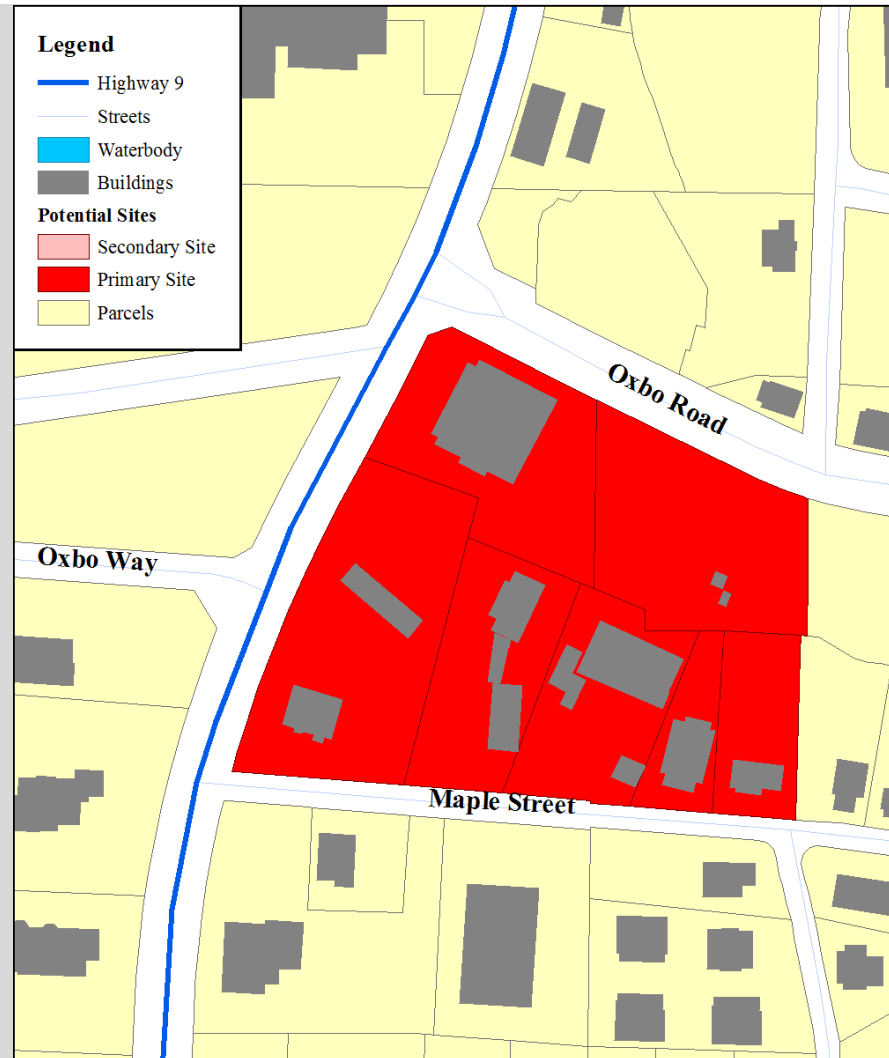 Legend
Highway 9
Streets
Waterbody
Buildings
Potential Sites
Secondary Site
Primary Site
Parcels
Oxbo Road
Oxbo Way
Maple Street